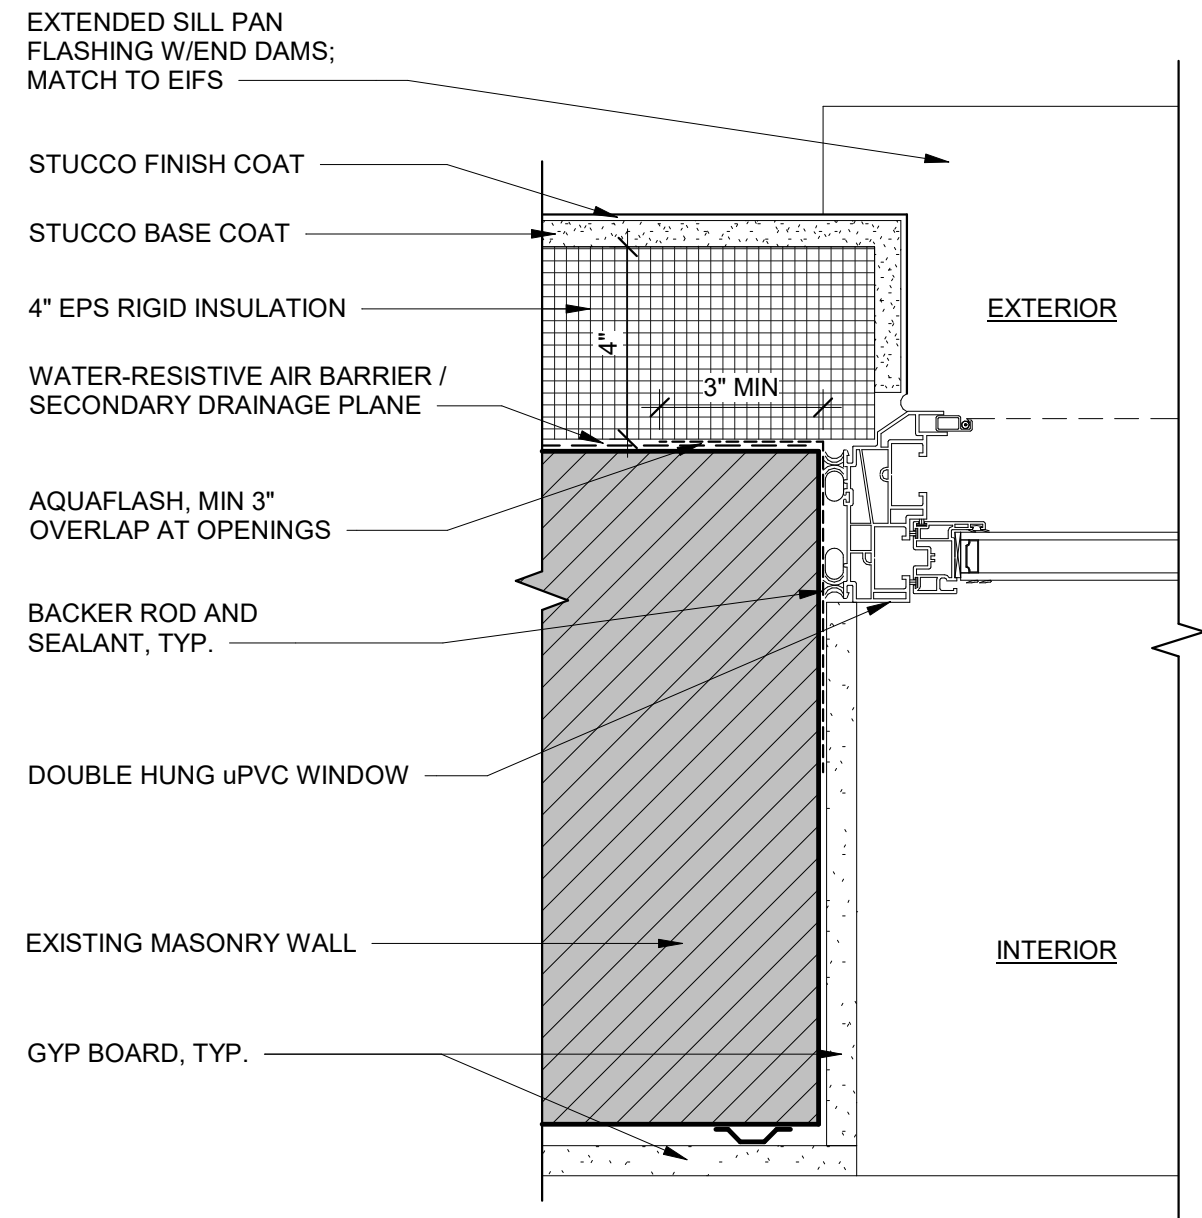 EXTENDED SILL PAN
FLASHING W/END DAMS;
MATCH TO EIFS
STUCCO FINISH COAT
STUCCO BASE COAT
EXTERIOR
4" EPS RIGID INSULATION
4"
WATER-RESISTIVE AIR BARRIER /
SECONDARY DRAINAGE PLANE
3" MIN
AQUAFLASH, MIN 3"
OVERLAP AT OPENINGS
BACKER ROD AND
SEALANT, TYP.
DOUBLE HUNG uPVC WINDOW
EXISTING MASONRY WALL
INTERIOR
GYP BOARD, TYP.